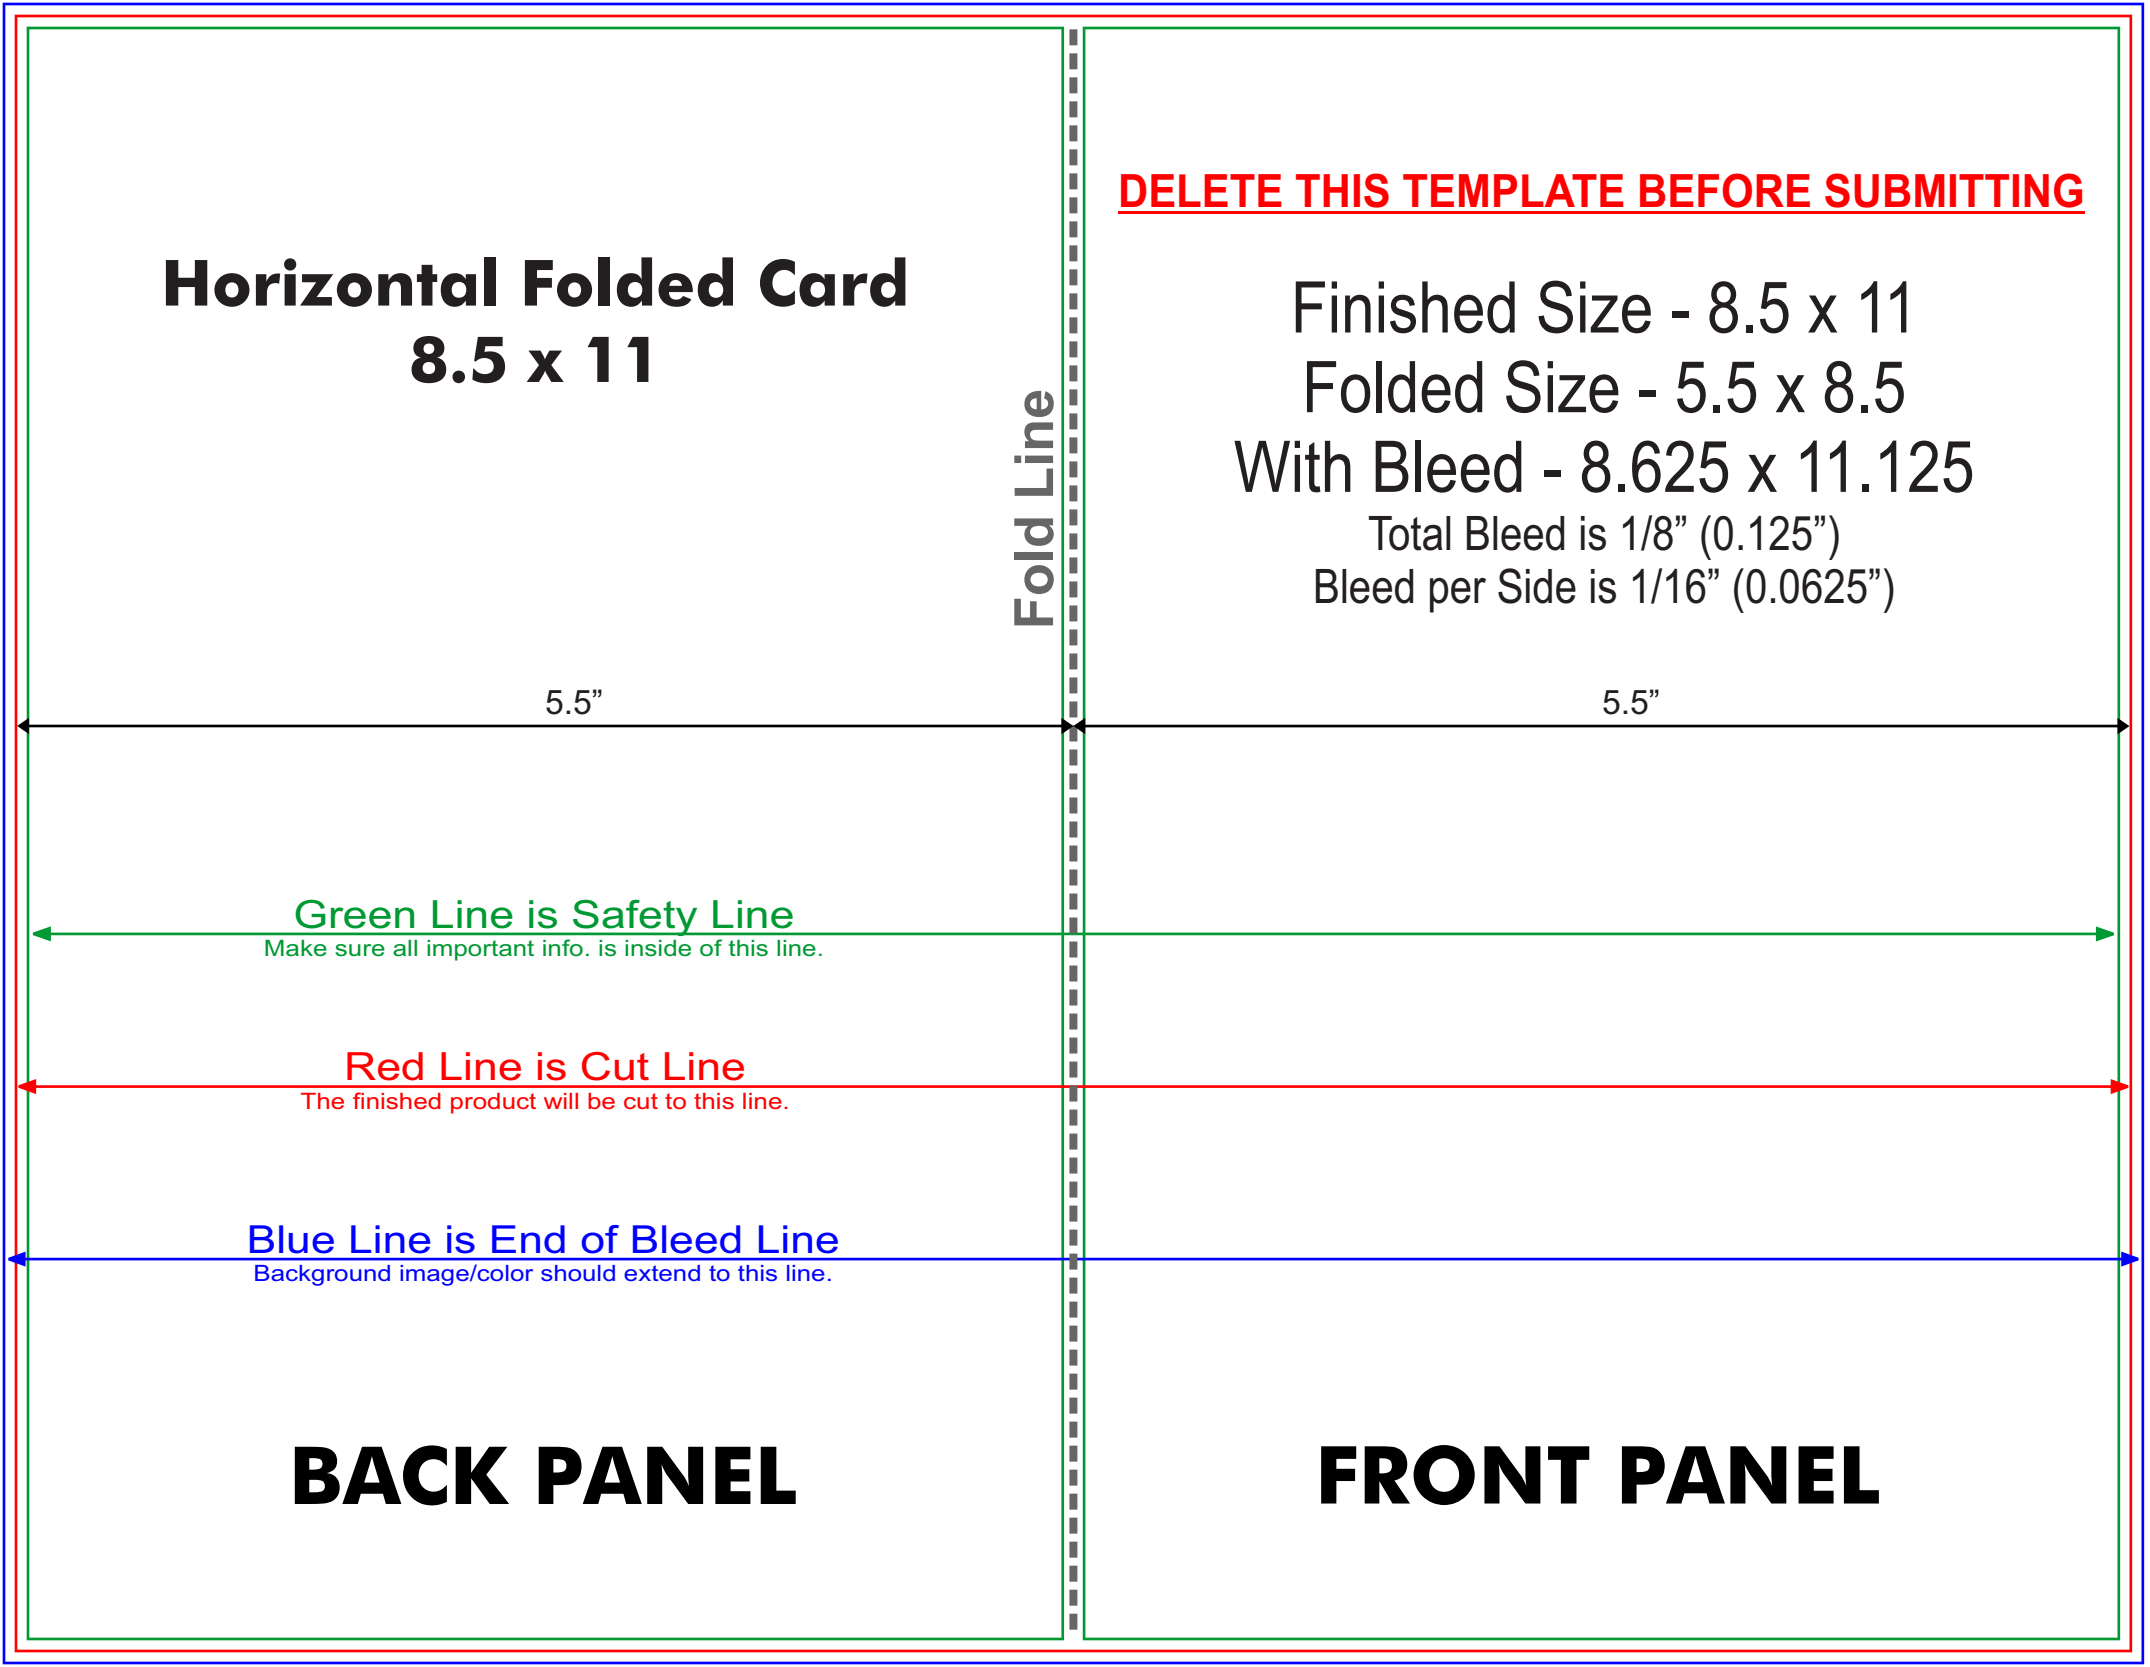 Horizontal Folded Card
8.5 x 11
Fold Line
DELETE THIS TEMPLATE BEFORE SUBMITTING
Finished Size - 8.5 x 11
Folded Size - 5.5 x 8.5
With Bleed - 8.625 x 11.125
Total Bleed is 1/8” (0.125”)
Bleed per Side is 1/16” (0.0625”)
5.5”
5.5”
Green Line is Safety Line
Make sure all important info. is inside of this line.
Red Line is Cut Line
The finished product will be cut to this line.
Blue Line is End of Bleed Line
Background image/color should extend to this line.
BACK PANEL
FRONT PANEL